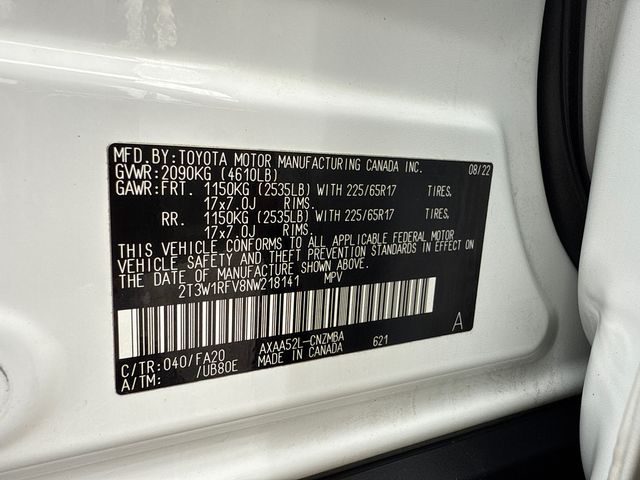 MFD.BY:TOYOTA MOTOR MANUFACTURING CANADA INC. 08/22
GVWR:2090KG (4610LB)
GAWR:FRT. 1150KG (2535LB) WITH 225/65R17 TIRES,
17x7.0J RIMS.
RR. 1150KG (2535LB) WITH 225/65R17 TIRES,
17x7.0J RIMS.
THIS VEHICLE CONFORMS TO ALL APPLICABLE FEDERAL MOTOR
VEHICLE SAFETY AND THEFT PREVENTION STANDARDS IN EFFECT ON
THE DATE OF MANUFACTURE SHOWN ABOVE.
2T3W1RFV8NW218141 MPV
C/TR:040/FA20 AXAA52L-CNZMBA 621 A
A/TM: /UB80E MADE IN CANADA